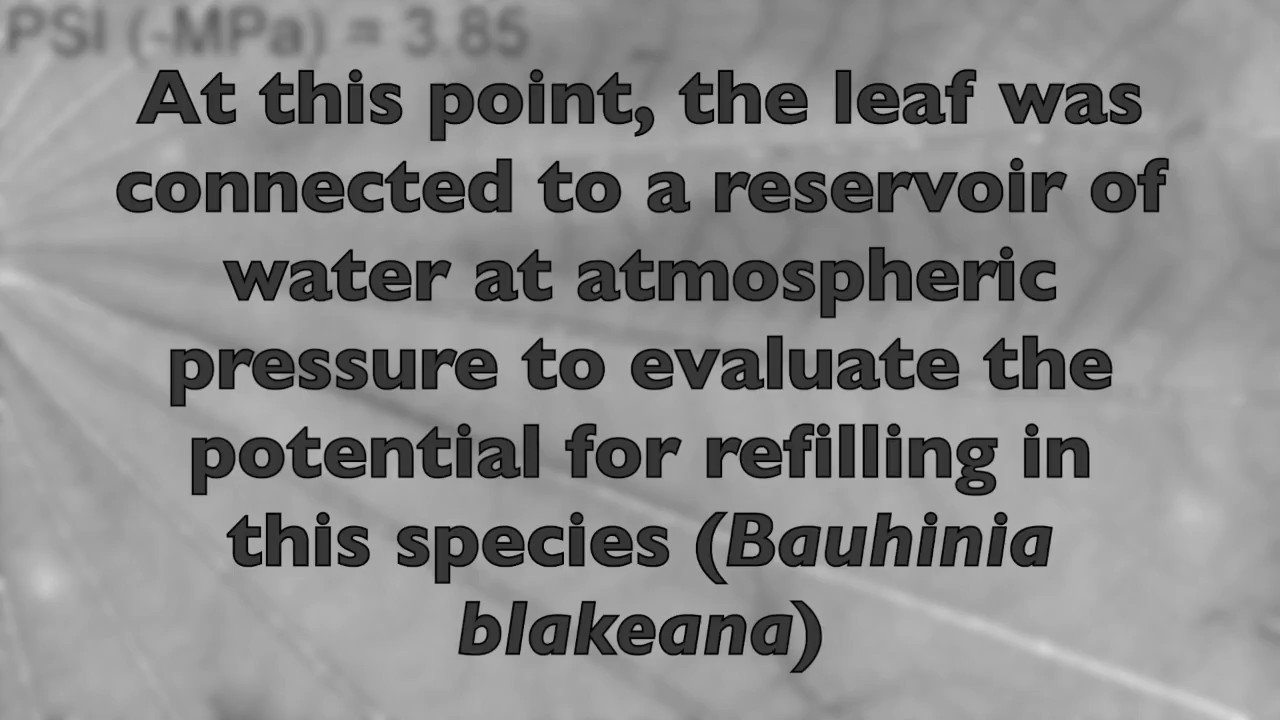 PSI (-MPa) = 3.85
At this point, the leaf was
connected to a reservoir of
water at atmospheric
pressure to evaluate the
potential for refilling in
this species (Bauhinia
blakeana)